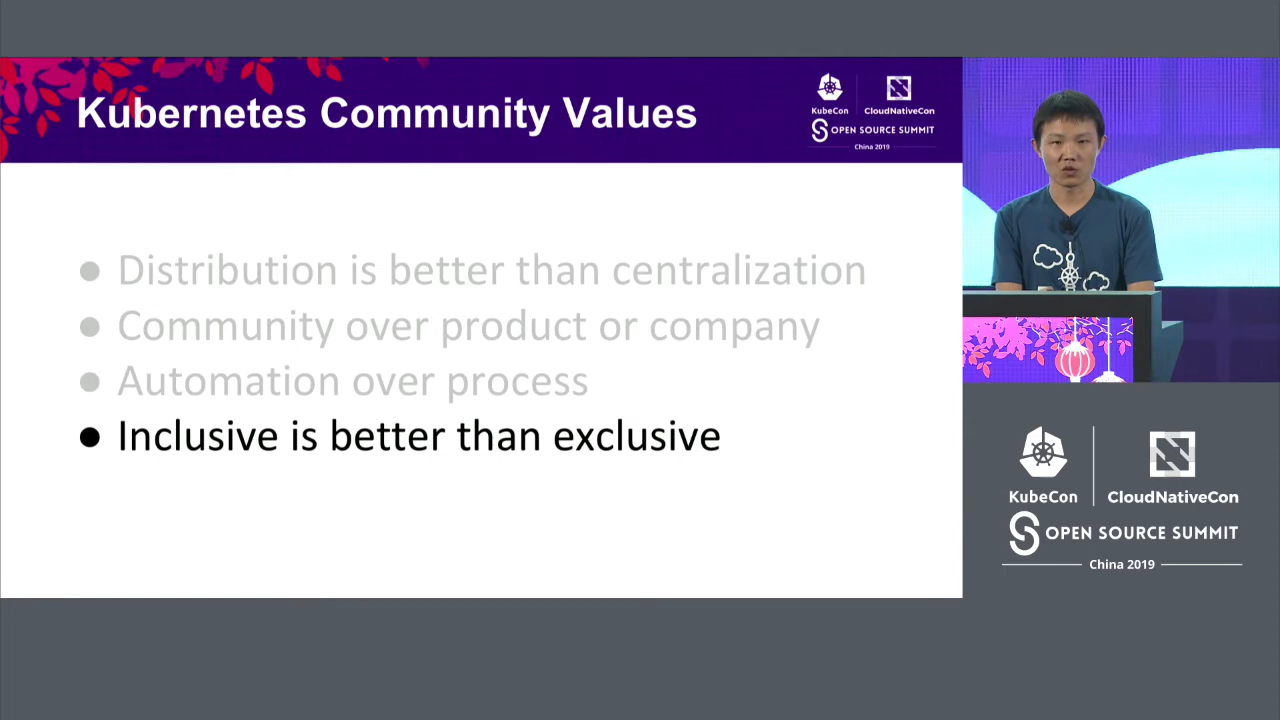 Kubernetes Community Values
KubeCon
CloudNativeCon
OPEN SOURCE SUMMIT
China 2019
● Distribution is better than centralization
● Community over product or company
● Automation over process
● Inclusive is better than exclusive
KubeCon
CloudNativeCon
OPEN SOURCE SUMMIT
China 2019